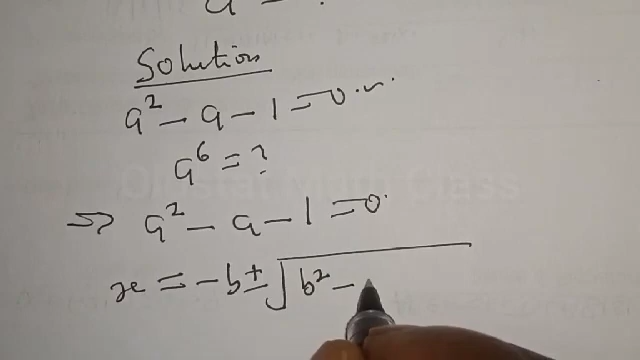 a = ?
Solution
a² - a - 1 = 0
a⁶ = ?
⇒ a² - a - 1 = 0
x = -b ± √b² -